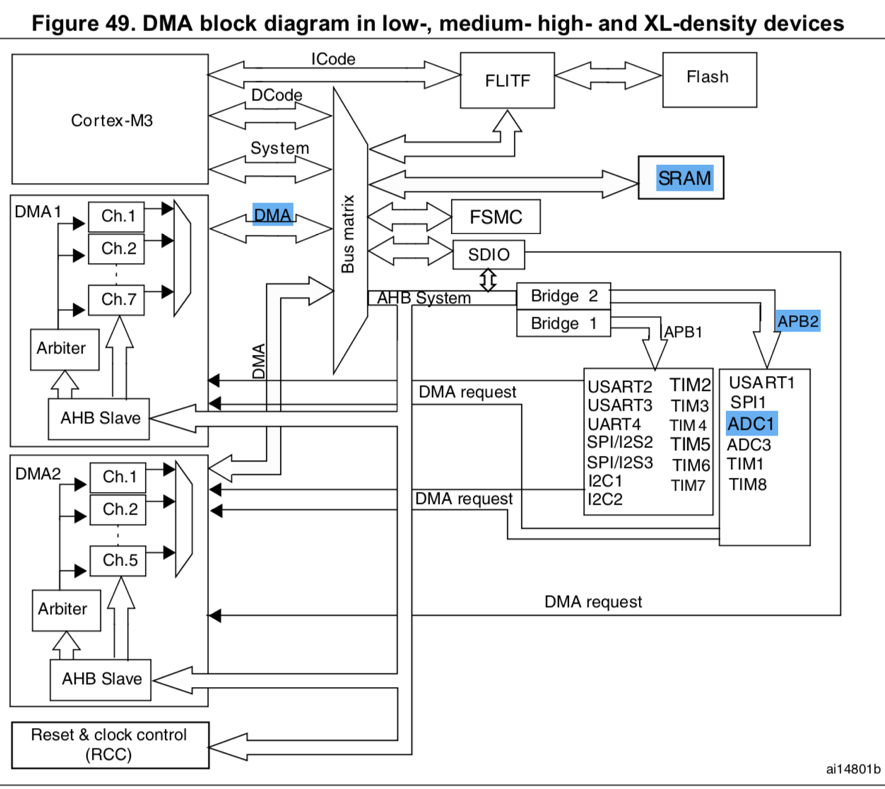 Figure 49. DMA block diagram in low-, medium- high- and XL-density devices
ICode
FLITF
Flash
Cortex-M3
DCode
System
SRAM
DMA1
Ch.1
Ch.2
Ch.7
Arbiter
AHB Slave
DMA
Bus matrix
FSMC
SDIO
AHB System
Bridge 2
Bridge 1
APB2
APB1
DMA
DMA request
USART2
USART3
UART4
SPI/I2S2
SPI/I2S3
I2C1
I2C2
TIM2
TIM3
TIM 4
TIM5
TIM6
TIM7
USART1
SPI1
ADC1
ADC3
TIM1
TIM8
DMA2
Ch.1
Ch.2
Ch.5
Arbiter
AHB Slave
DMA request
DMA request
Reset & clock control
(RCC)
ai14801b